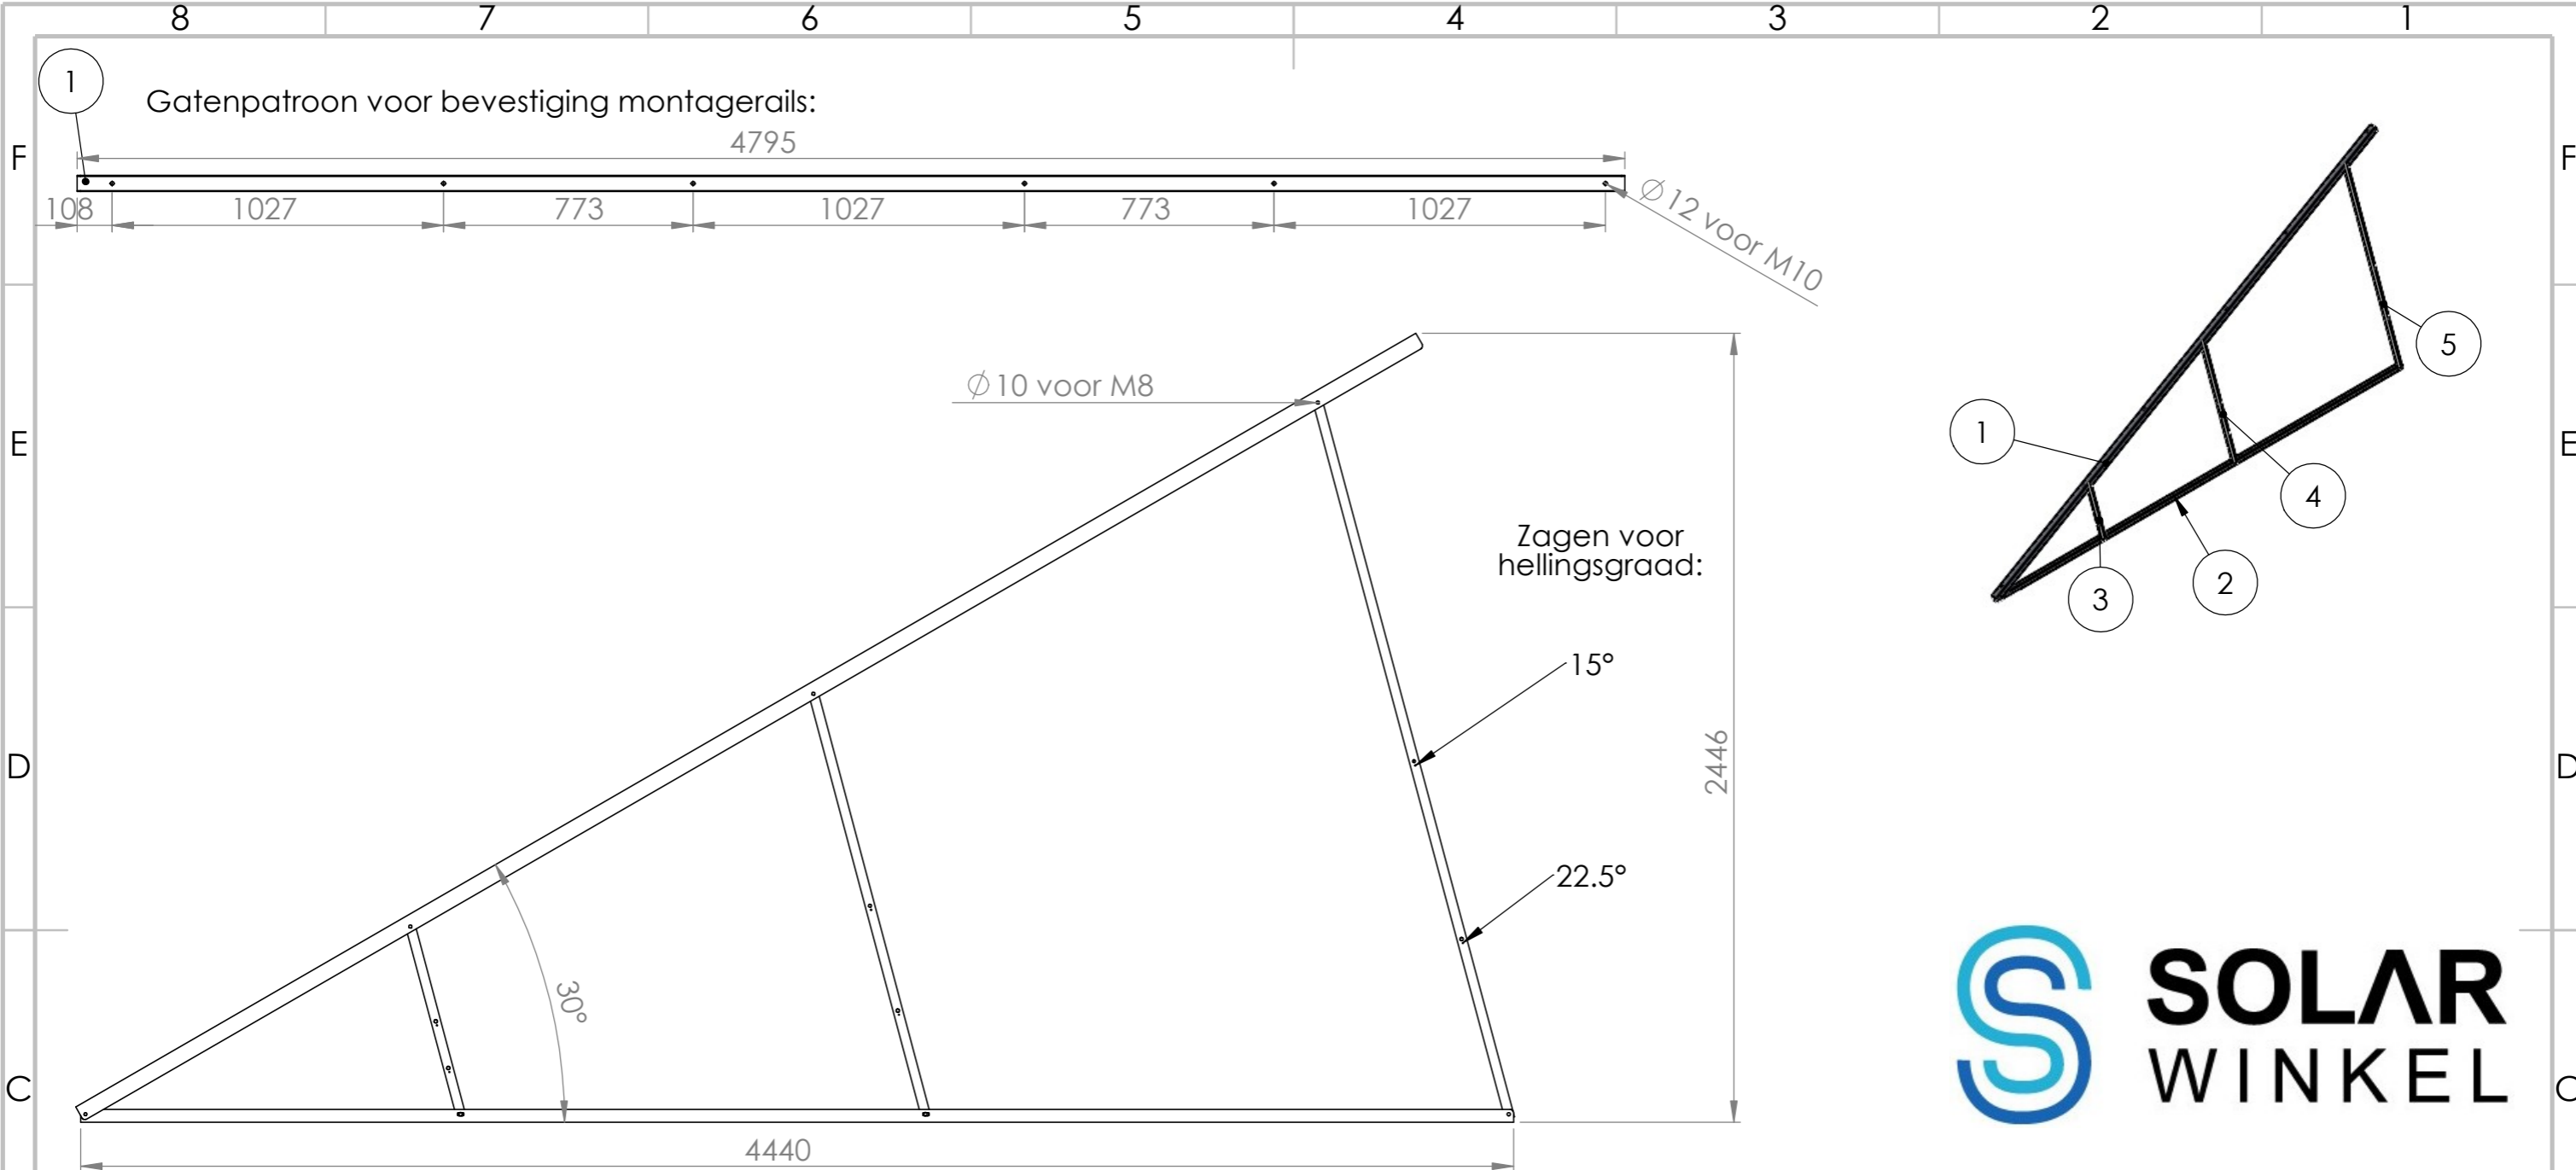 8 7 6 5 4 3 2 1
1
Gatenpatroon voor bevestiging montagerails:
4795
F F
108 1027 773 1027 773 1027
∅12 voor M10
∅10 voor M8
5
E E
1
4
Zagen voor
hellingsgraad:
3 2
15°
D D
2446
22.5°
30°
SOLAR
WINKEL
C C
4440